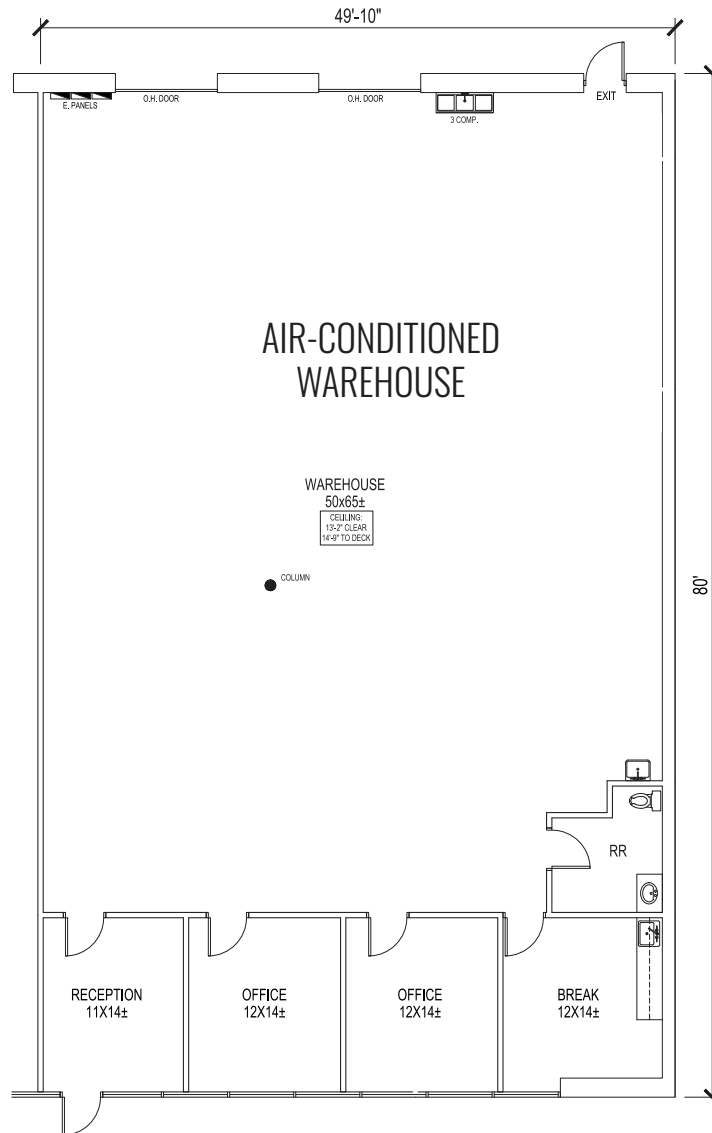 49'-10"
E. PANELS
O.H. DOOR
O.H. DOOR
3 COMP.
EXIT
AIR-CONDITIONED
WAREHOUSE
WAREHOUSE
50x65±
CEILING:
13'-2" CLEAR
14'-9" TO DECK
COLUMN
80'
RR
RECEPTION
11X14±
OFFICE
12X14±
OFFICE
12X14±
BREAK
12X14±